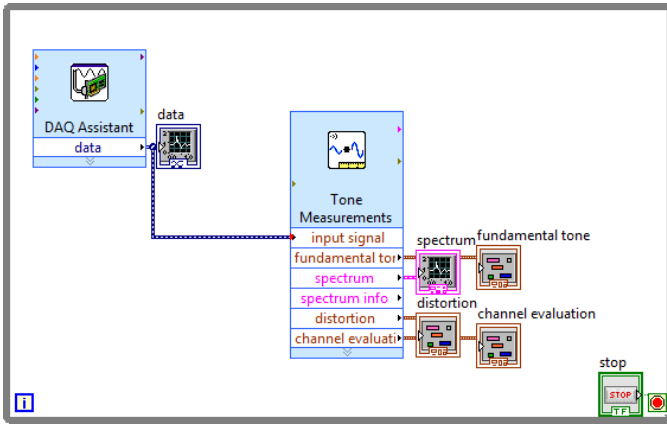 DAQ Assistant
data
data
Tone
Measurements
input signal
fundamental tor
spectrum
spectrum info
distortion
channel evaluati
spectrum
fundamental tone
distortion
channel evaluation
stop
STOP
TF
i